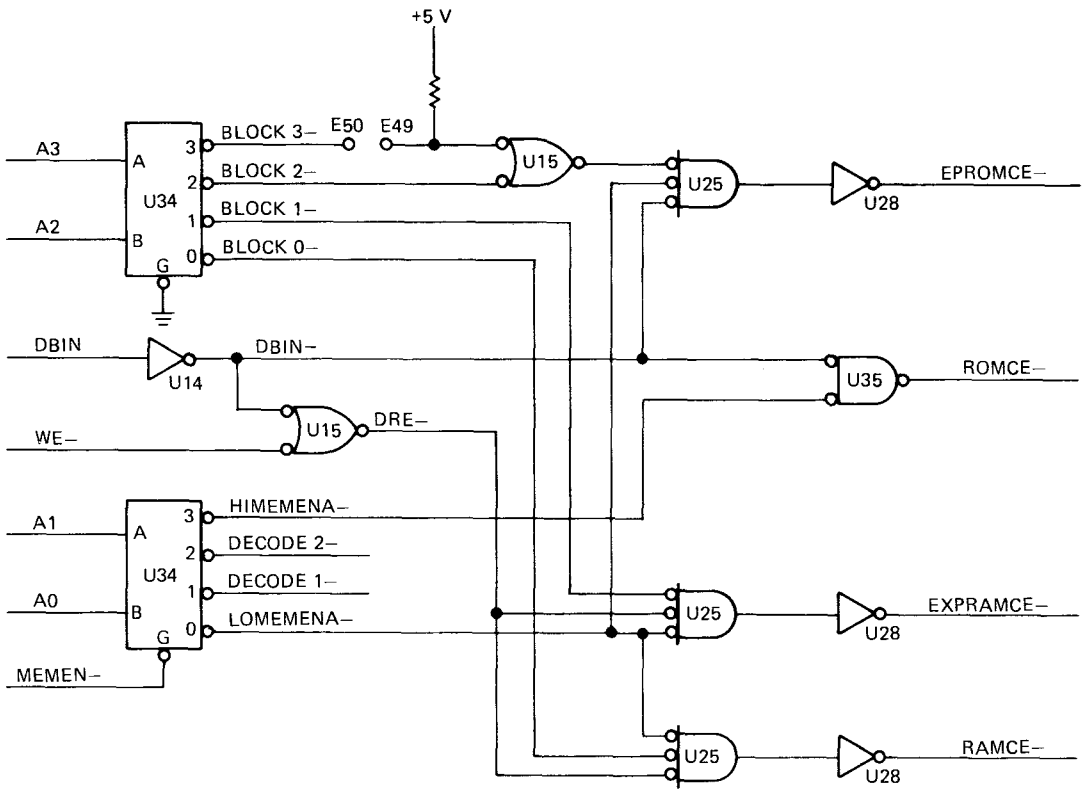 +5 V
A3
A
3
BLOCK 3–
E50
E49
U15
2
BLOCK 2–
U34
U25
U28
EPROMCE–
1
BLOCK 1–
A2
B
0
BLOCK 0–
G
DBIN
U14
DBIN–
U35
ROMCE–
WE–
U15
DRE–
A1
A
3
HIMEMENA–
2
DECODE 2–
U34
1
DECODE 1–
A0
B
0
LOMEMENA–
G
U25
U28
EXPRAMCE–
MEMEN–
U25
U28
RAMCE–